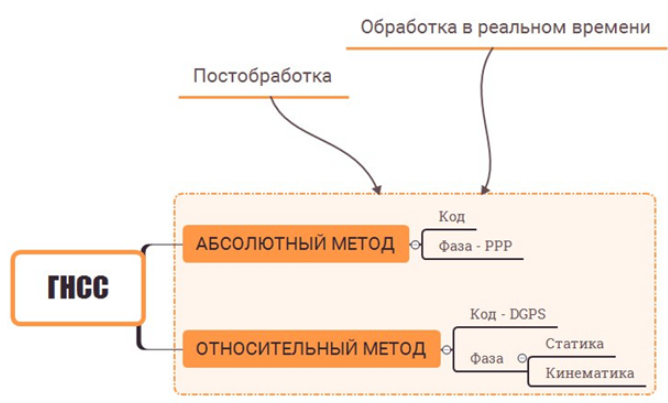 Обработка в реальном времени
Постобработка
Код
АБСОЛЮТНЫЙ МЕТОД
Фаза - PPP
ГНСС
Код - DGPS
ОТНОСИТЕЛЬНЫЙ МЕТОД
Статика
Фаза
Кинематика